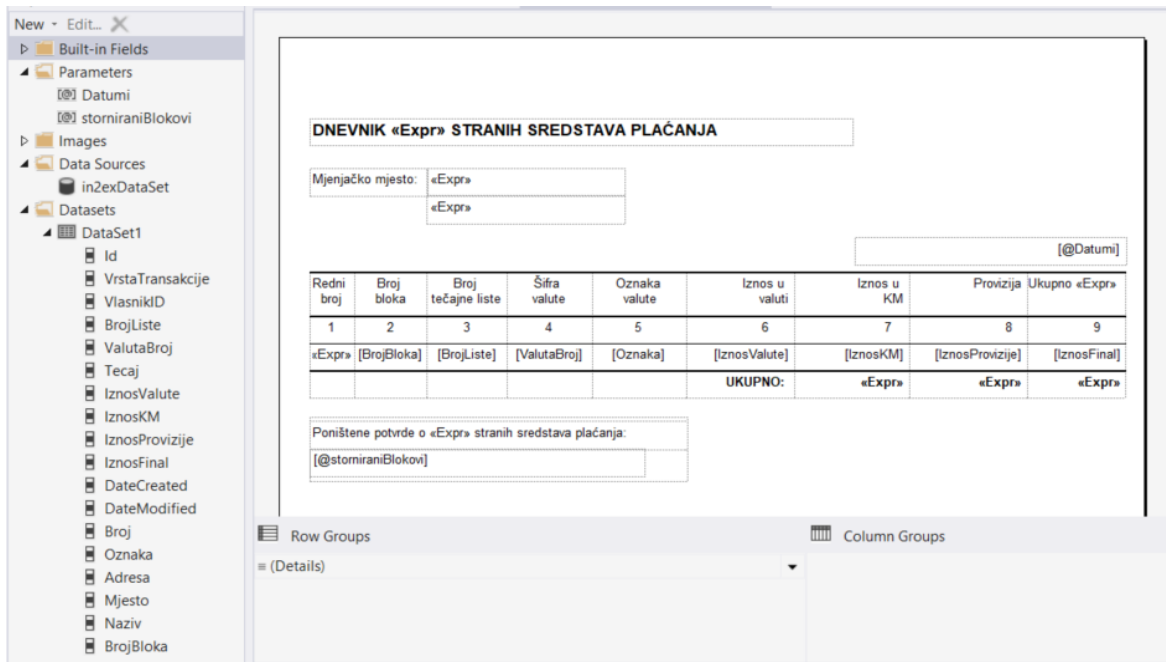 New Edit...
Built-in Fields
Parameters
[@] Datumi
[@] storniraniBlokovi
Images
Data Sources
in2exDataSet
Datasets
DataSet1
Id
VrstaTransakcije
VlasnikID
BrojListe
ValutaBroj
Tecaj
IznosValute
IznosKM
IznosProvizije
IznosFinal
DateCreated
DateModified
Broj
Oznaka
Adresa
Mjesto
Naziv
BrojBloka
DNEVNIK «Expr» STRANIH SREDSTAVA PLAĆANJA
Mjenjačko mjesto: «Expr»
«Expr»
[@Datumi]
Redni Broj Broj Šifra Oznaka Iznos u Iznos u Provizija Ukupno «Expr»
broj bloka tečajne liste valute valute valuti KM
1 2 3 4 5 6 7 8 9
«Expr» [BrojBloka] [BrojListe] [ValutaBroj] [Oznaka] [IznosValute] [IznosKM] [IznosProvizije] [IznosFinal]
UKUPNO: «Expr» «Expr» «Expr»
Poništene potvrde o «Expr» stranih sredstava plaćanja:
[@storniraniBlokovi]
Row Groups Column Groups
(Details)